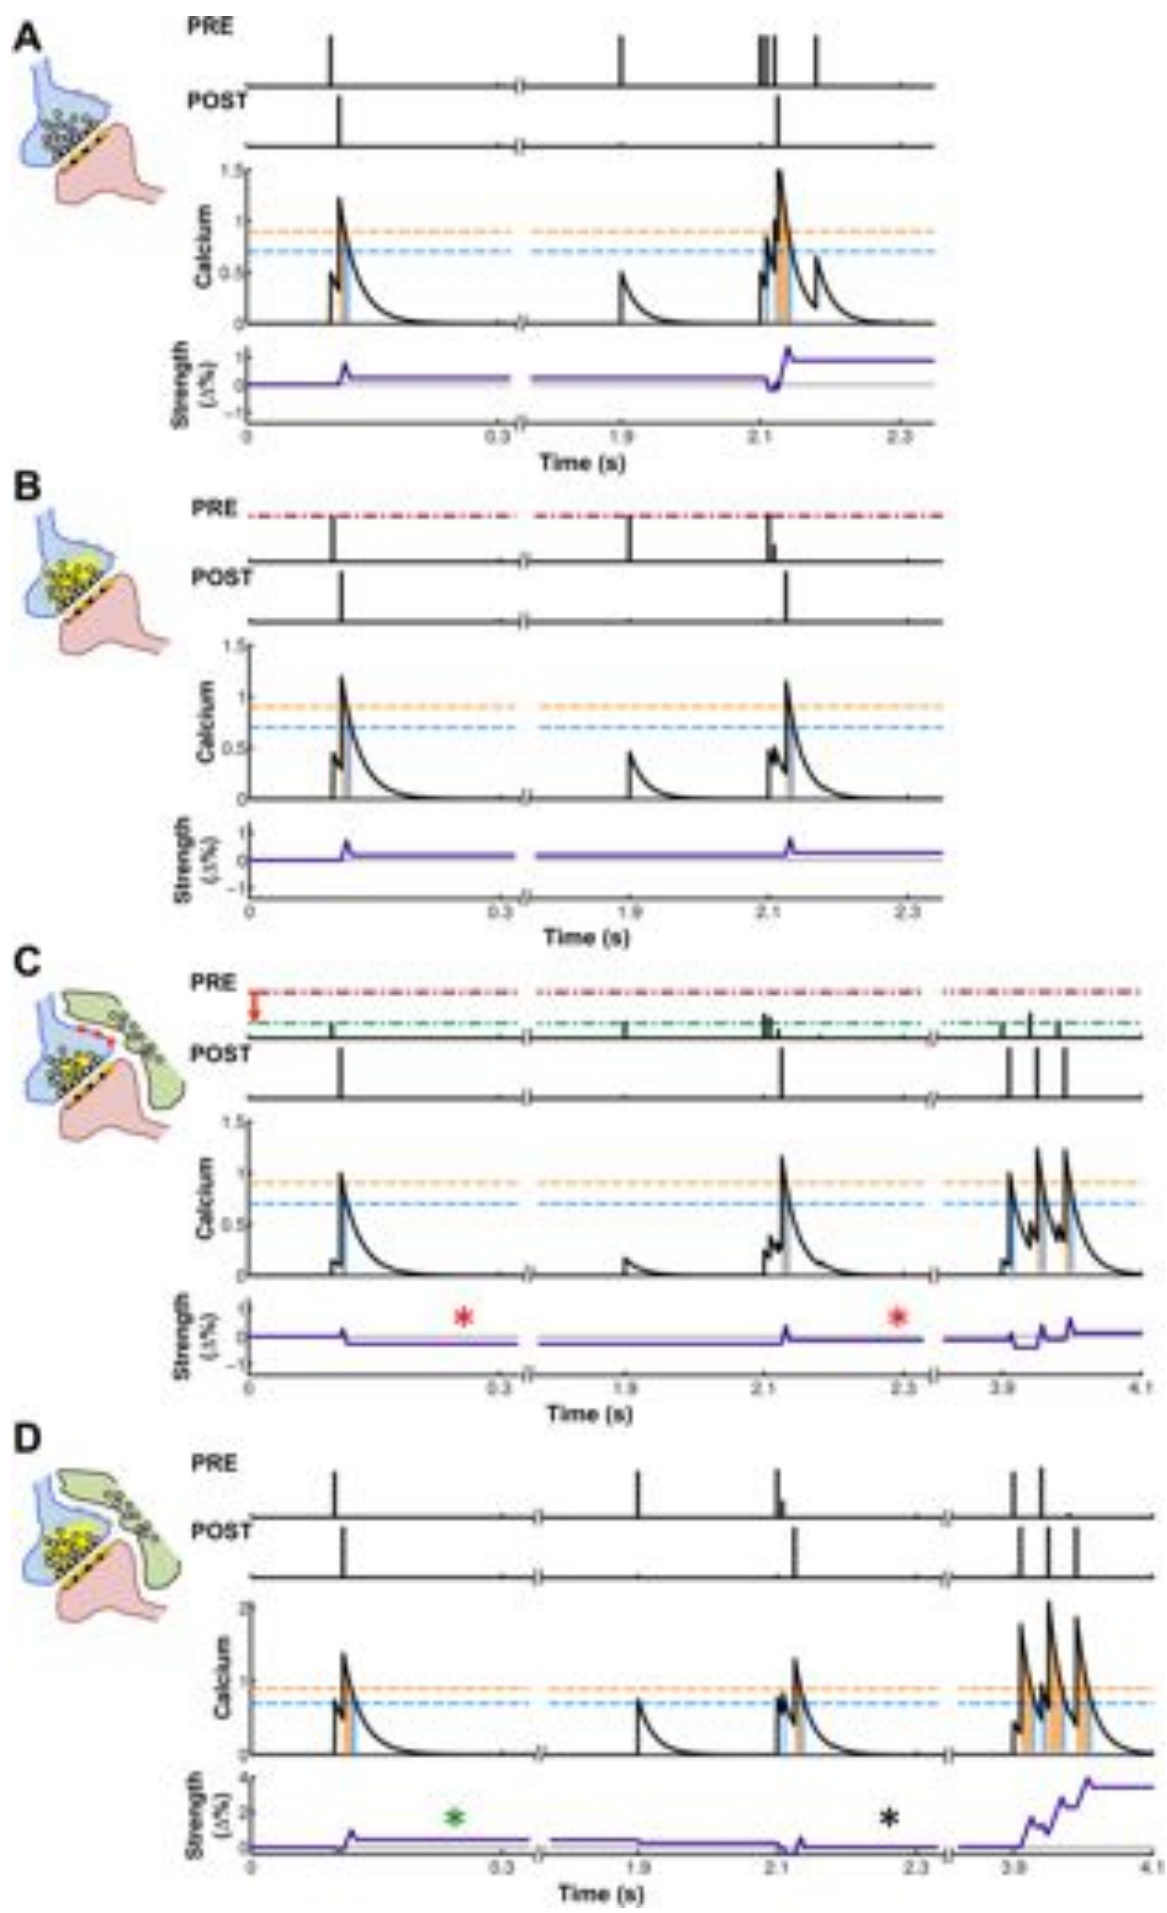 A
PRE
POST
1.5
1
0.5
0
Calcium
1
0
-1
Strength
(Δ%)
0 0.3 1.9 2.1 2.3
Time (s)
B
PRE
POST
1.5
1
0.5
0
Calcium
1
0
-1
Strength
(Δ%)
0 0.3 1.9 2.1 2.3
Time (s)
C
PRE
POST
1.5
1
0.5
0
Calcium
* *
0
-1
Strength
(Δ%)
0 0.3 1.9 2.1 2.3 3.9 4.1
Time (s)
D
PRE
POST
2
1
0
Calcium
4
2
0
Strength
(Δ%)
* *
0 0.3 1.9 2.1 2.3 3.9 4.1
Time (s)